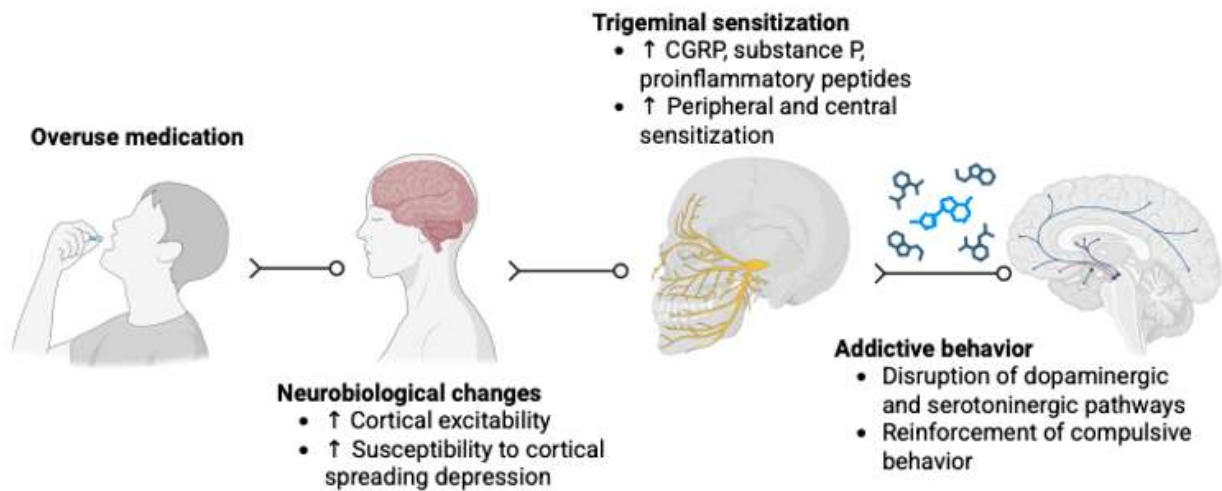 Trigeminal sensitization
• ↑ CGRP, substance P,
proinflammatory peptides
• ↑ Peripheral and central
sensitization
Overuse medication
Neurobiological changes
• ↑ Cortical excitability
• ↑ Susceptibility to cortical
spreading depression
Addictive behavior
• Disruption of dopaminergic
and serotoninergic pathways
• Reinforcement of compulsive
behavior